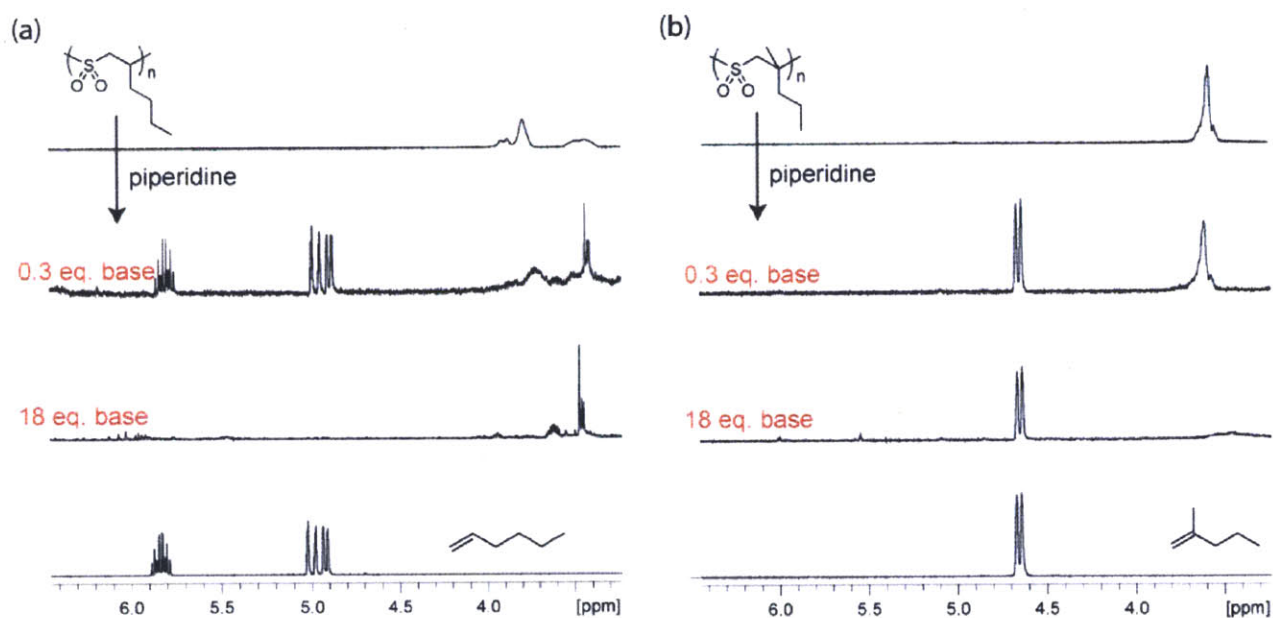 (a)
S
O O
n
piperidine
0.3 eq. base
18 eq. base
6.0 5.5 5.0 4.5 4.0 [ppm]
(b)
S
O O
n
piperidine
0.3 eq. base
18 eq. base
6.0 5.5 5.0 4.5 4.0 [ppm]